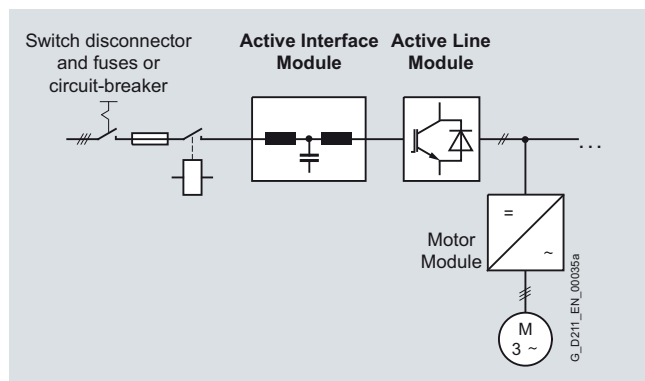 Switch disconnector
and fuses or
circuit-breaker
Active Interface
Module
Active Line
Module
...
=
~
Motor
Module
M
3 ~
G_D211_EN_00035a